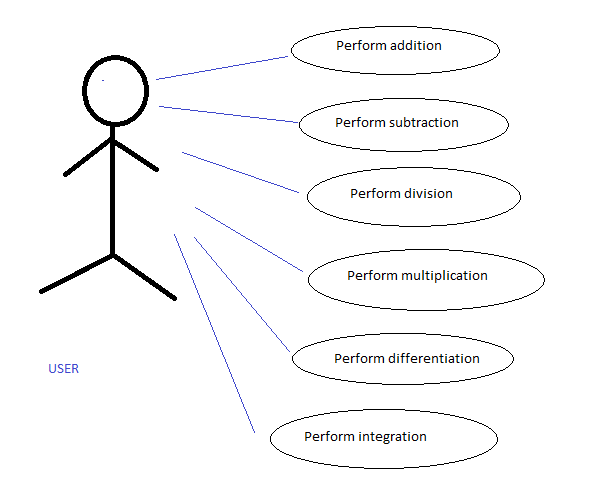 Perform addition
Perform subtraction
Perform division
Perform multiplication
Perform differentiation
USER
Perform integration